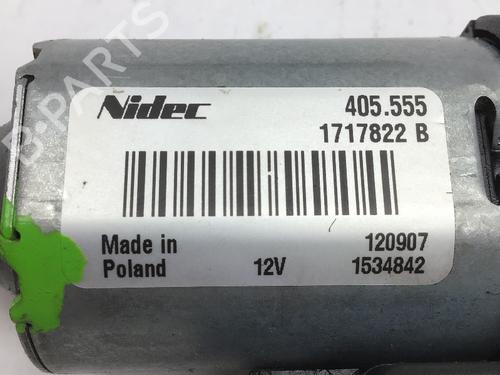 B-PARTS
Nidec 405.555
1717822 B
Made in 120907
Poland 12V 1534842